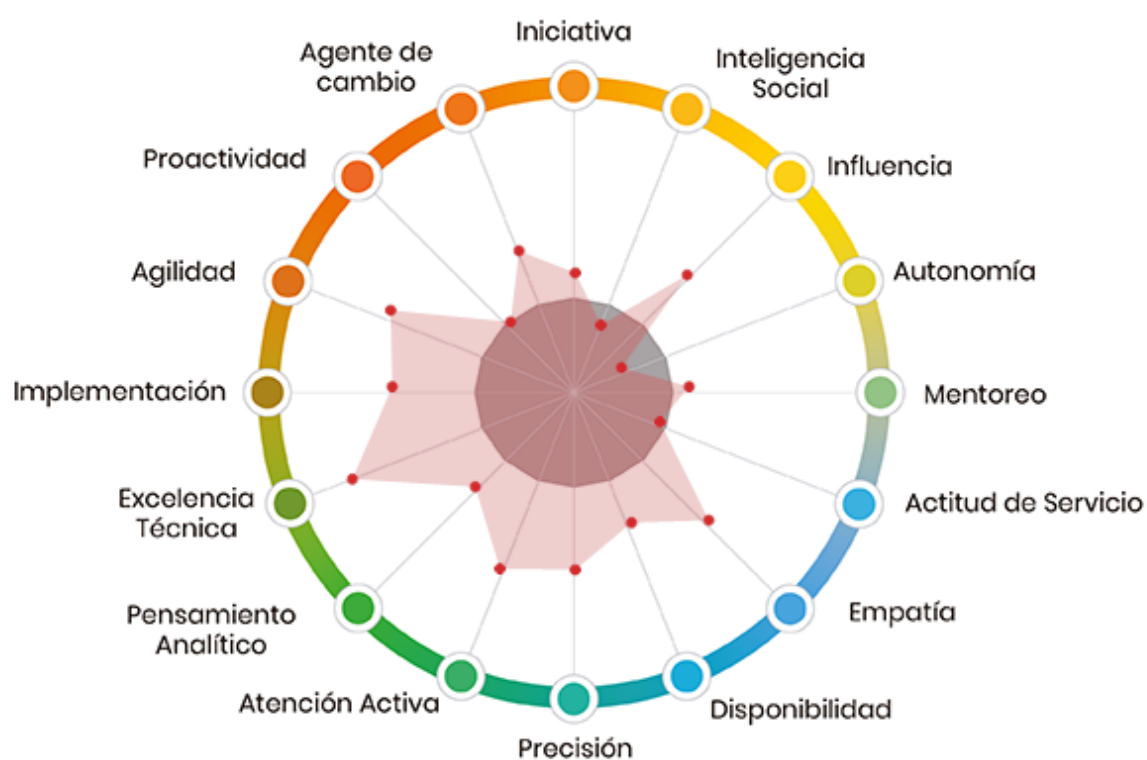 Iniciativa
Inteligencia
Social
Influencia
Autonomía
Mentoreo
Actitud de Servicio
Empatía
Disponibilidad
Precisión
Atención Activa
Pensamiento
Analítico
Excelencia
Técnica
Implementación
Agilidad
Proactividad
Agente de
cambio